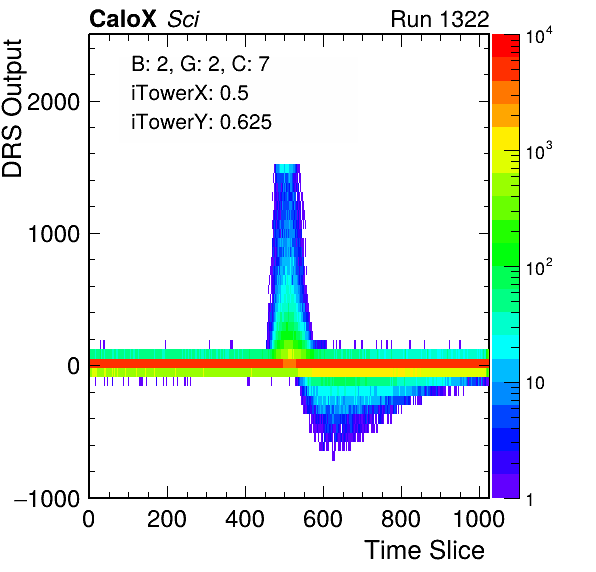 CaloX Sci Run 1322
B: 2, G: 2, C: 7
iTowerX: 0.5
iTowerY: 0.625
DRS Output
2000
1000
0
−1000
0 200 400 600 800 1000
Time Slice
10⁴
10³
10²
10
1